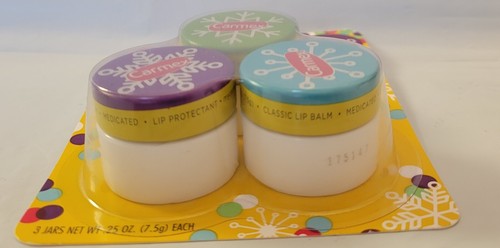 Carmex
Carmex
Carmex
MEDICATED • LIP PROTECTANT •
• CLASSIC LIP BALM • MEDICATED
3 JARS NET WT .25 OZ. (7.5g) EACH